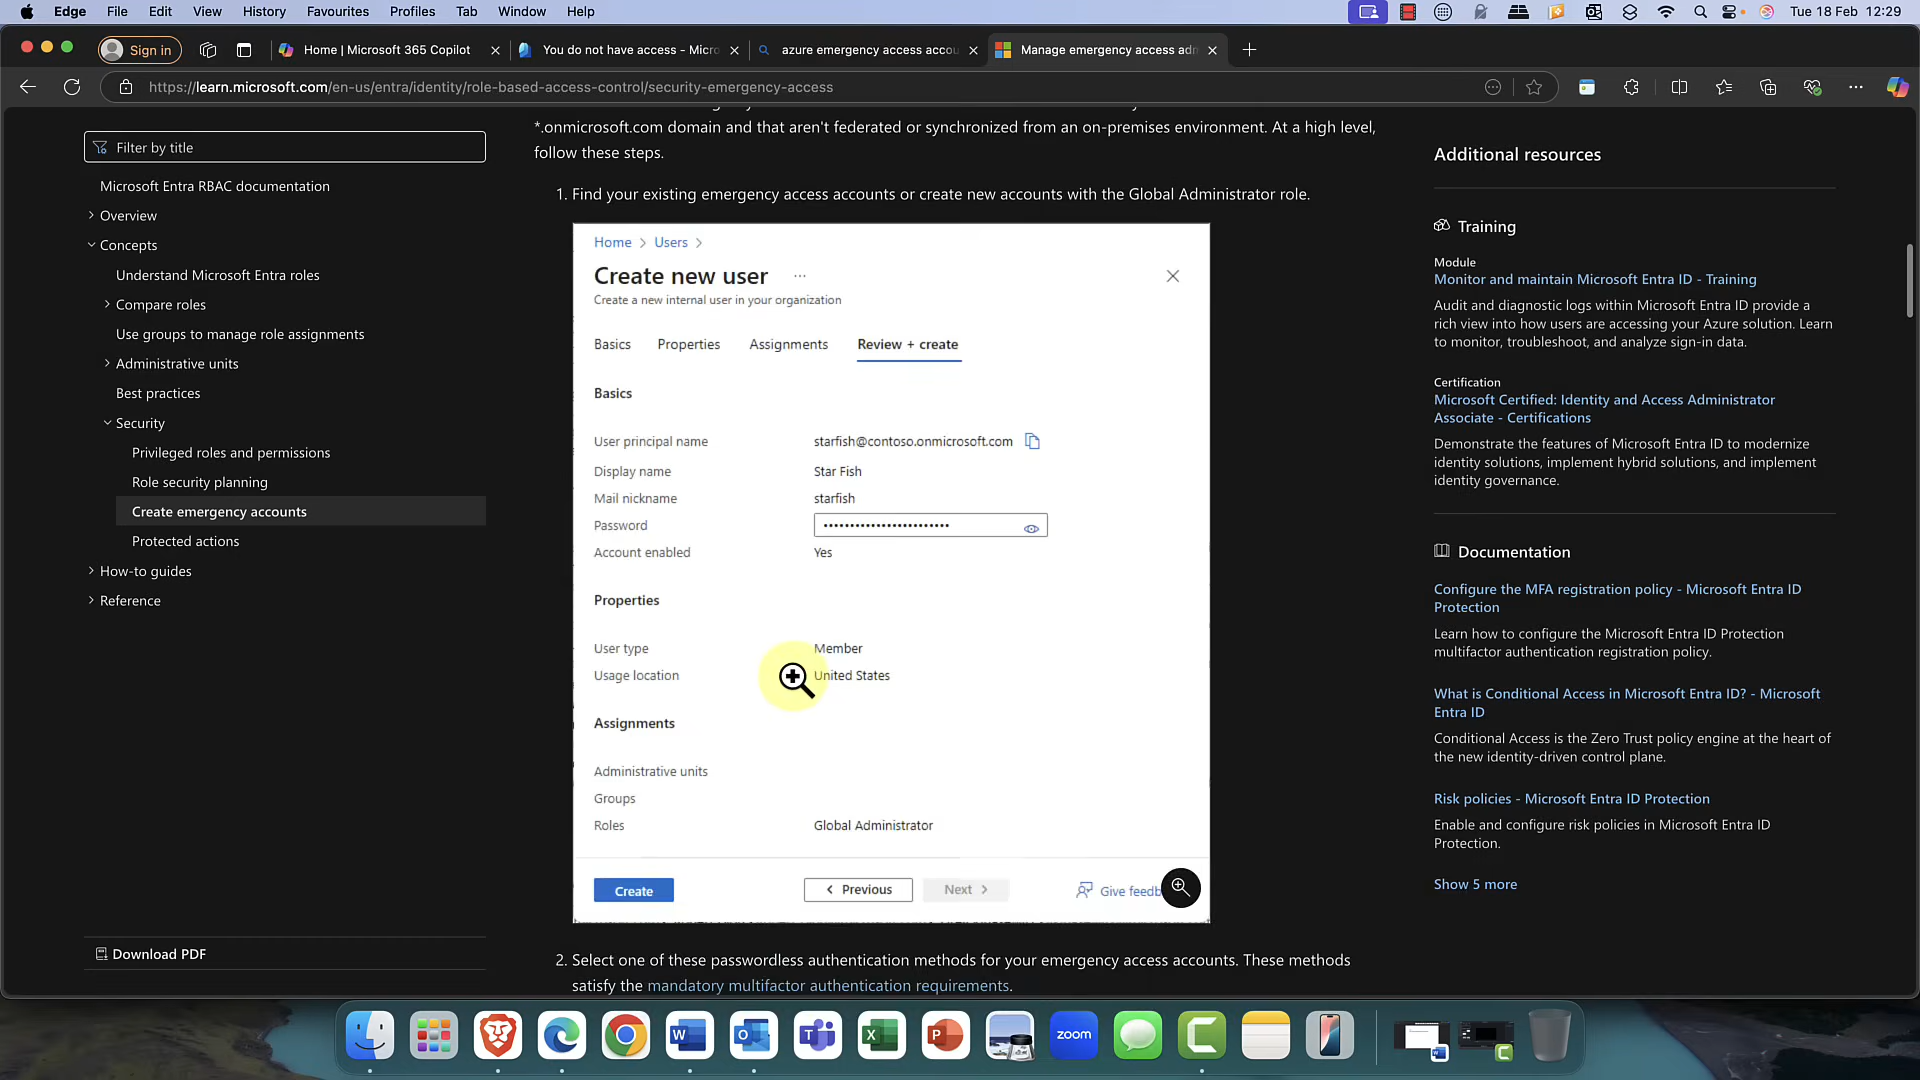 Edge File Edit View History Favourites Profiles Tab Window Help
Tue 18 Feb 12:29
Sign in
Home | Microsoft 365 Copilot
You do not have access - Micro
azure emergency access accou
Manage emergency access adm
https://learn.microsoft.com/en-us/entra/identity/role-based-access-control/security-emergency-access
Filter by title
Microsoft Entra RBAC documentation
Overview
Concepts
Understand Microsoft Entra roles
Compare roles
Use groups to manage role assignments
Administrative units
Best practices
Security
Privileged roles and permissions
Role security planning
Create emergency accounts
Protected actions
How-to guides
Reference
Download PDF
*.onmicrosoft.com domain and that aren't federated or synchronized from an on-premises environment. At a high level,
follow these steps.
1. Find your existing emergency access accounts or create new accounts with the Global Administrator role.
Home > Users >
Create new user ...
Create a new internal user in your organization
Basics Properties Assignments Review + create
Basics
User principal name starfish@contoso.onmicrosoft.com
Display name Star Fish
Mail nickname starfish
Password ••••••••••••••••••••••••
Account enabled Yes
Properties
User type Member
Usage location United States
Assignments
Administrative units
Groups
Roles Global Administrator
Create
< Previous
Next >
Give feedb
2. Select one of these passwordless authentication methods for your emergency access accounts. These methods
satisfy the mandatory multifactor authentication requirements.
Additional resources
Training
Module
Monitor and maintain Microsoft Entra ID - Training
Audit and diagnostic logs within Microsoft Entra ID provide a
rich view into how users are accessing your Azure solution. Learn
to monitor, troubleshoot, and analyze sign-in data.
Certification
Microsoft Certified: Identity and Access Administrator
Associate - Certifications
Demonstrate the features of Microsoft Entra ID to modernize
identity solutions, implement hybrid solutions, and implement
identity governance.
Documentation
Configure the MFA registration policy - Microsoft Entra ID
Protection
Learn how to configure the Microsoft Entra ID Protection
multifactor authentication registration policy.
What is Conditional Access in Microsoft Entra ID? - Microsoft
Entra ID
Conditional Access is the Zero Trust policy engine at the heart of
the new identity-driven control plane.
Risk policies - Microsoft Entra ID Protection
Enable and configure risk policies in Microsoft Entra ID
Protection.
Show 5 more
zoom